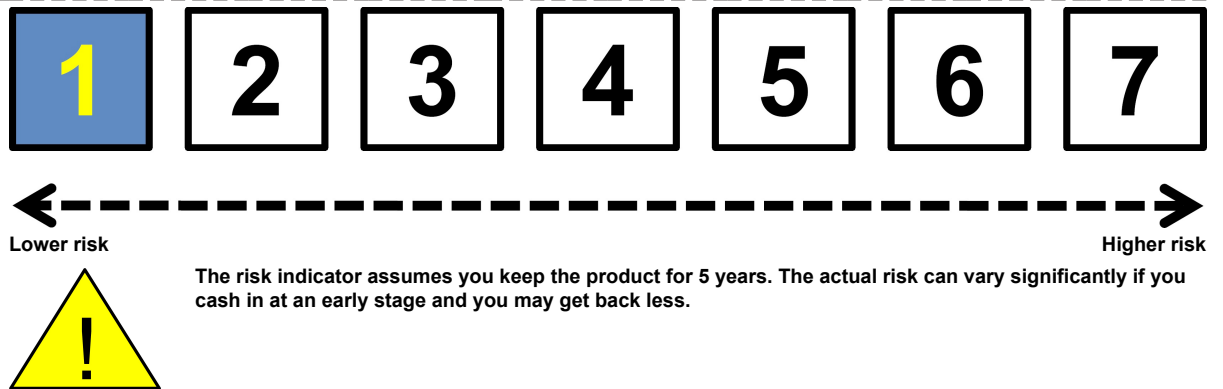 1 2 3 4 5 6 7
Lower risk Higher risk
The risk indicator assumes you keep the product for 5 years. The actual risk can vary significantly if you
cash in at an early stage and you may get back less.
!